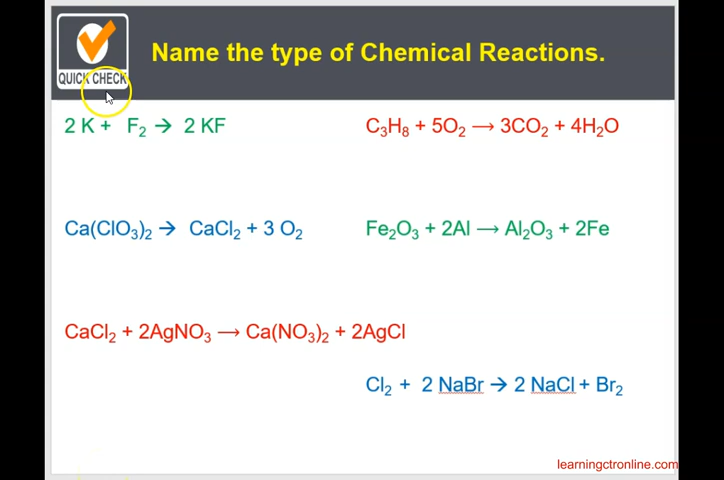 QUICK CHECK
Name the type of Chemical Reactions.
2 K + F₂ → 2 KF
C₃H₈ + 5O₂ → 3CO₂ + 4H₂O
Ca(ClO₃)₂ → CaCl₂ + 3 O₂
Fe₂O₃ + 2Al → Al₂O₃ + 2Fe
CaCl₂ + 2AgNO₃ → Ca(NO₃)₂ + 2AgCl
Cl₂ + 2 NaBr → 2 NaCl + Br₂
learningctronline.com